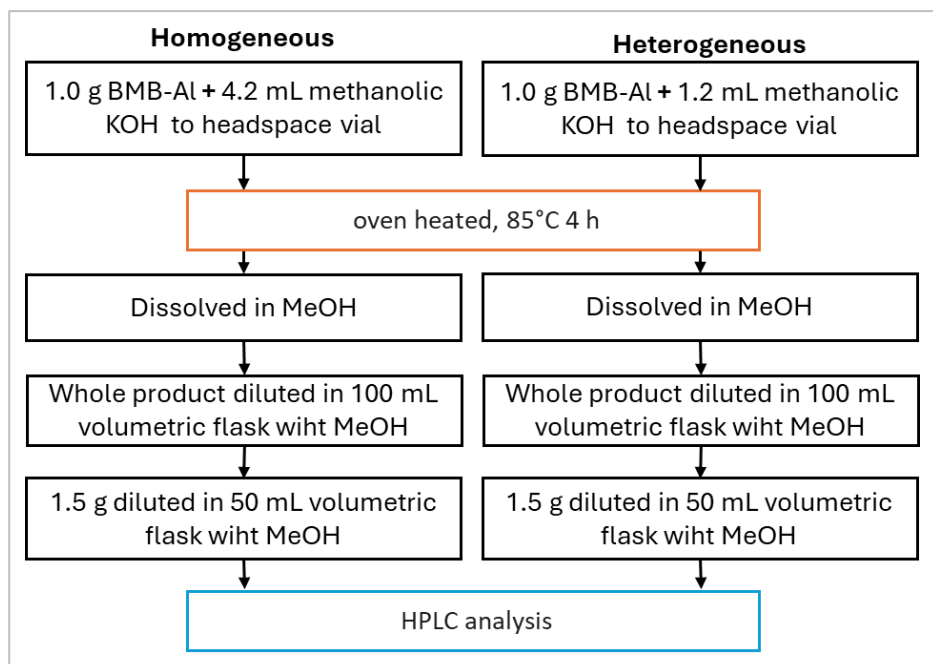 Homogeneous
Heterogeneous
1.0 g BMB-Al + 4.2 mL methanolic
KOH  to headspace vial
1.0 g BMB-Al + 1.2 mL methanolic
KOH  to headspace vial
oven heated, 85°C 4 h
Dissolved in MeOH
Dissolved in MeOH
Whole product diluted in 100 mL
volumetric flask wiht MeOH
Whole product diluted in 100 mL
volumetric flask wiht MeOH
1.5 g diluted in 50 mL volumetric
flask wiht MeOH
1.5 g diluted in 50 mL volumetric
flask wiht MeOH
HPLC analysis